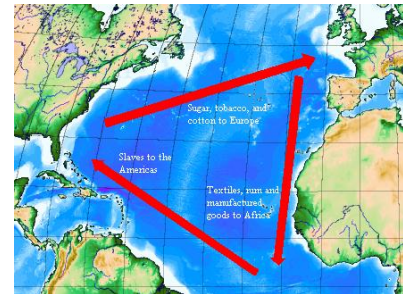 Sugar, tobacco, and
cotton to Europe
Slaves to the
Americas
Textiles, rum and
manufactured
goods to Africa